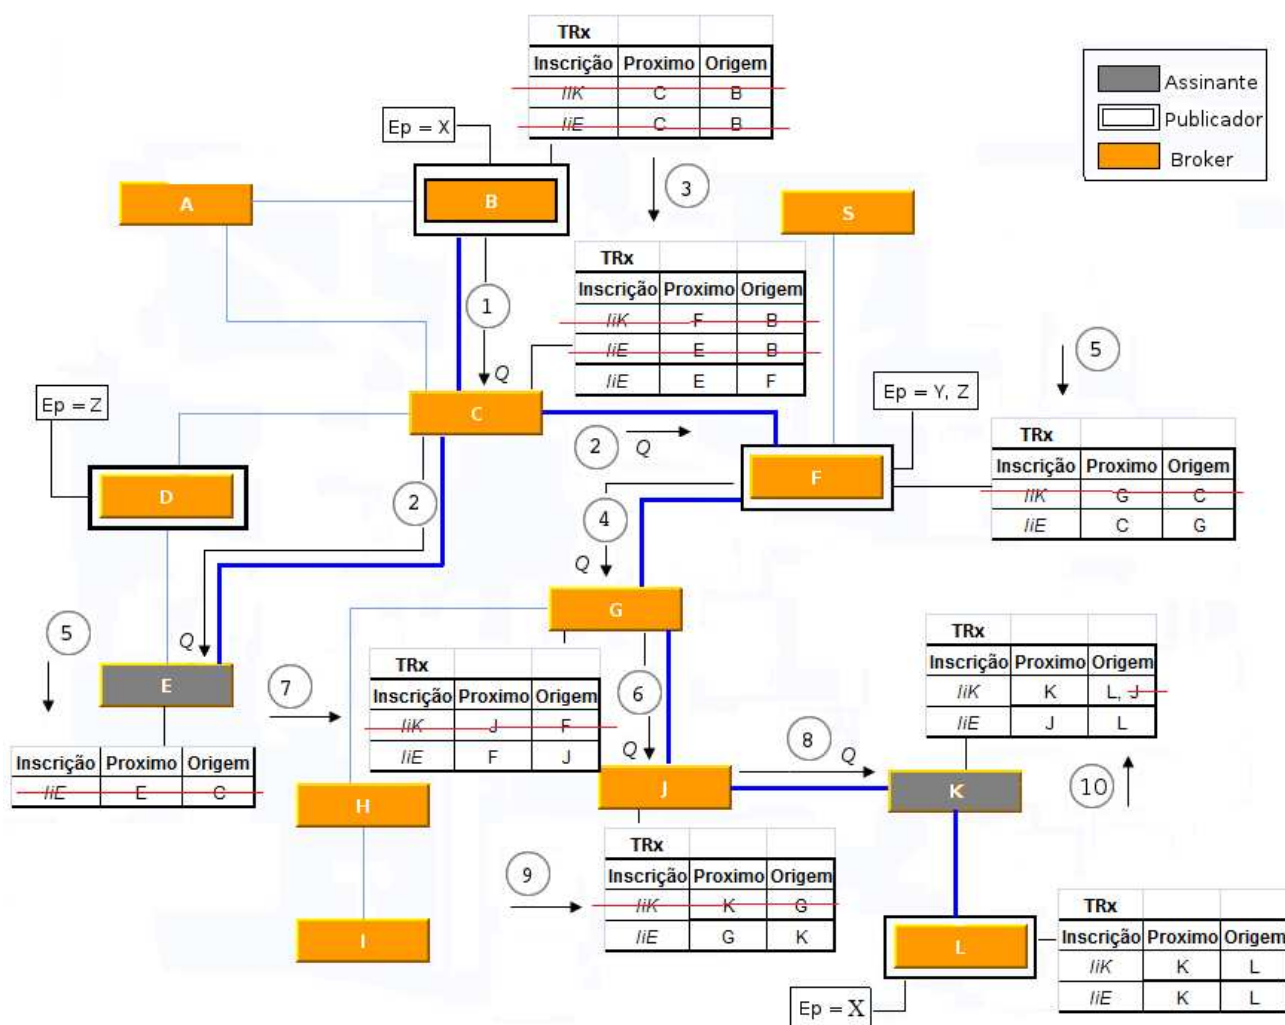 TRx
Inscrição Proximo Origem
IiK C B
IiE C B
Assinante
Publicador
Broker
Ep = X
B
3
A
S
TRx
Inscrição Proximo Origem
IiK F B
IiE E B
IiE E F
1
Q
5
Ep = Z
C
Ep = Y, Z
2
Q
TRx
Inscrição Proximo Origem
IiK G C
IiE C G
D
F
2
4
Q
G
Q
5
E
7
TRx
Inscrição Proximo Origem
IiK J F
IiE F J
6
Q
TRx
Inscrição Proximo Origem
IiK K L, J
IiE J L
8
Q
Inscrição Proximo Origem
IiE E C
H
J
K
10
9
TRx
Inscrição Proximo Origem
IiK K G
IiE G K
I
L
TRx
Inscrição Proximo Origem
IiK K L
IiE K L
Ep = X